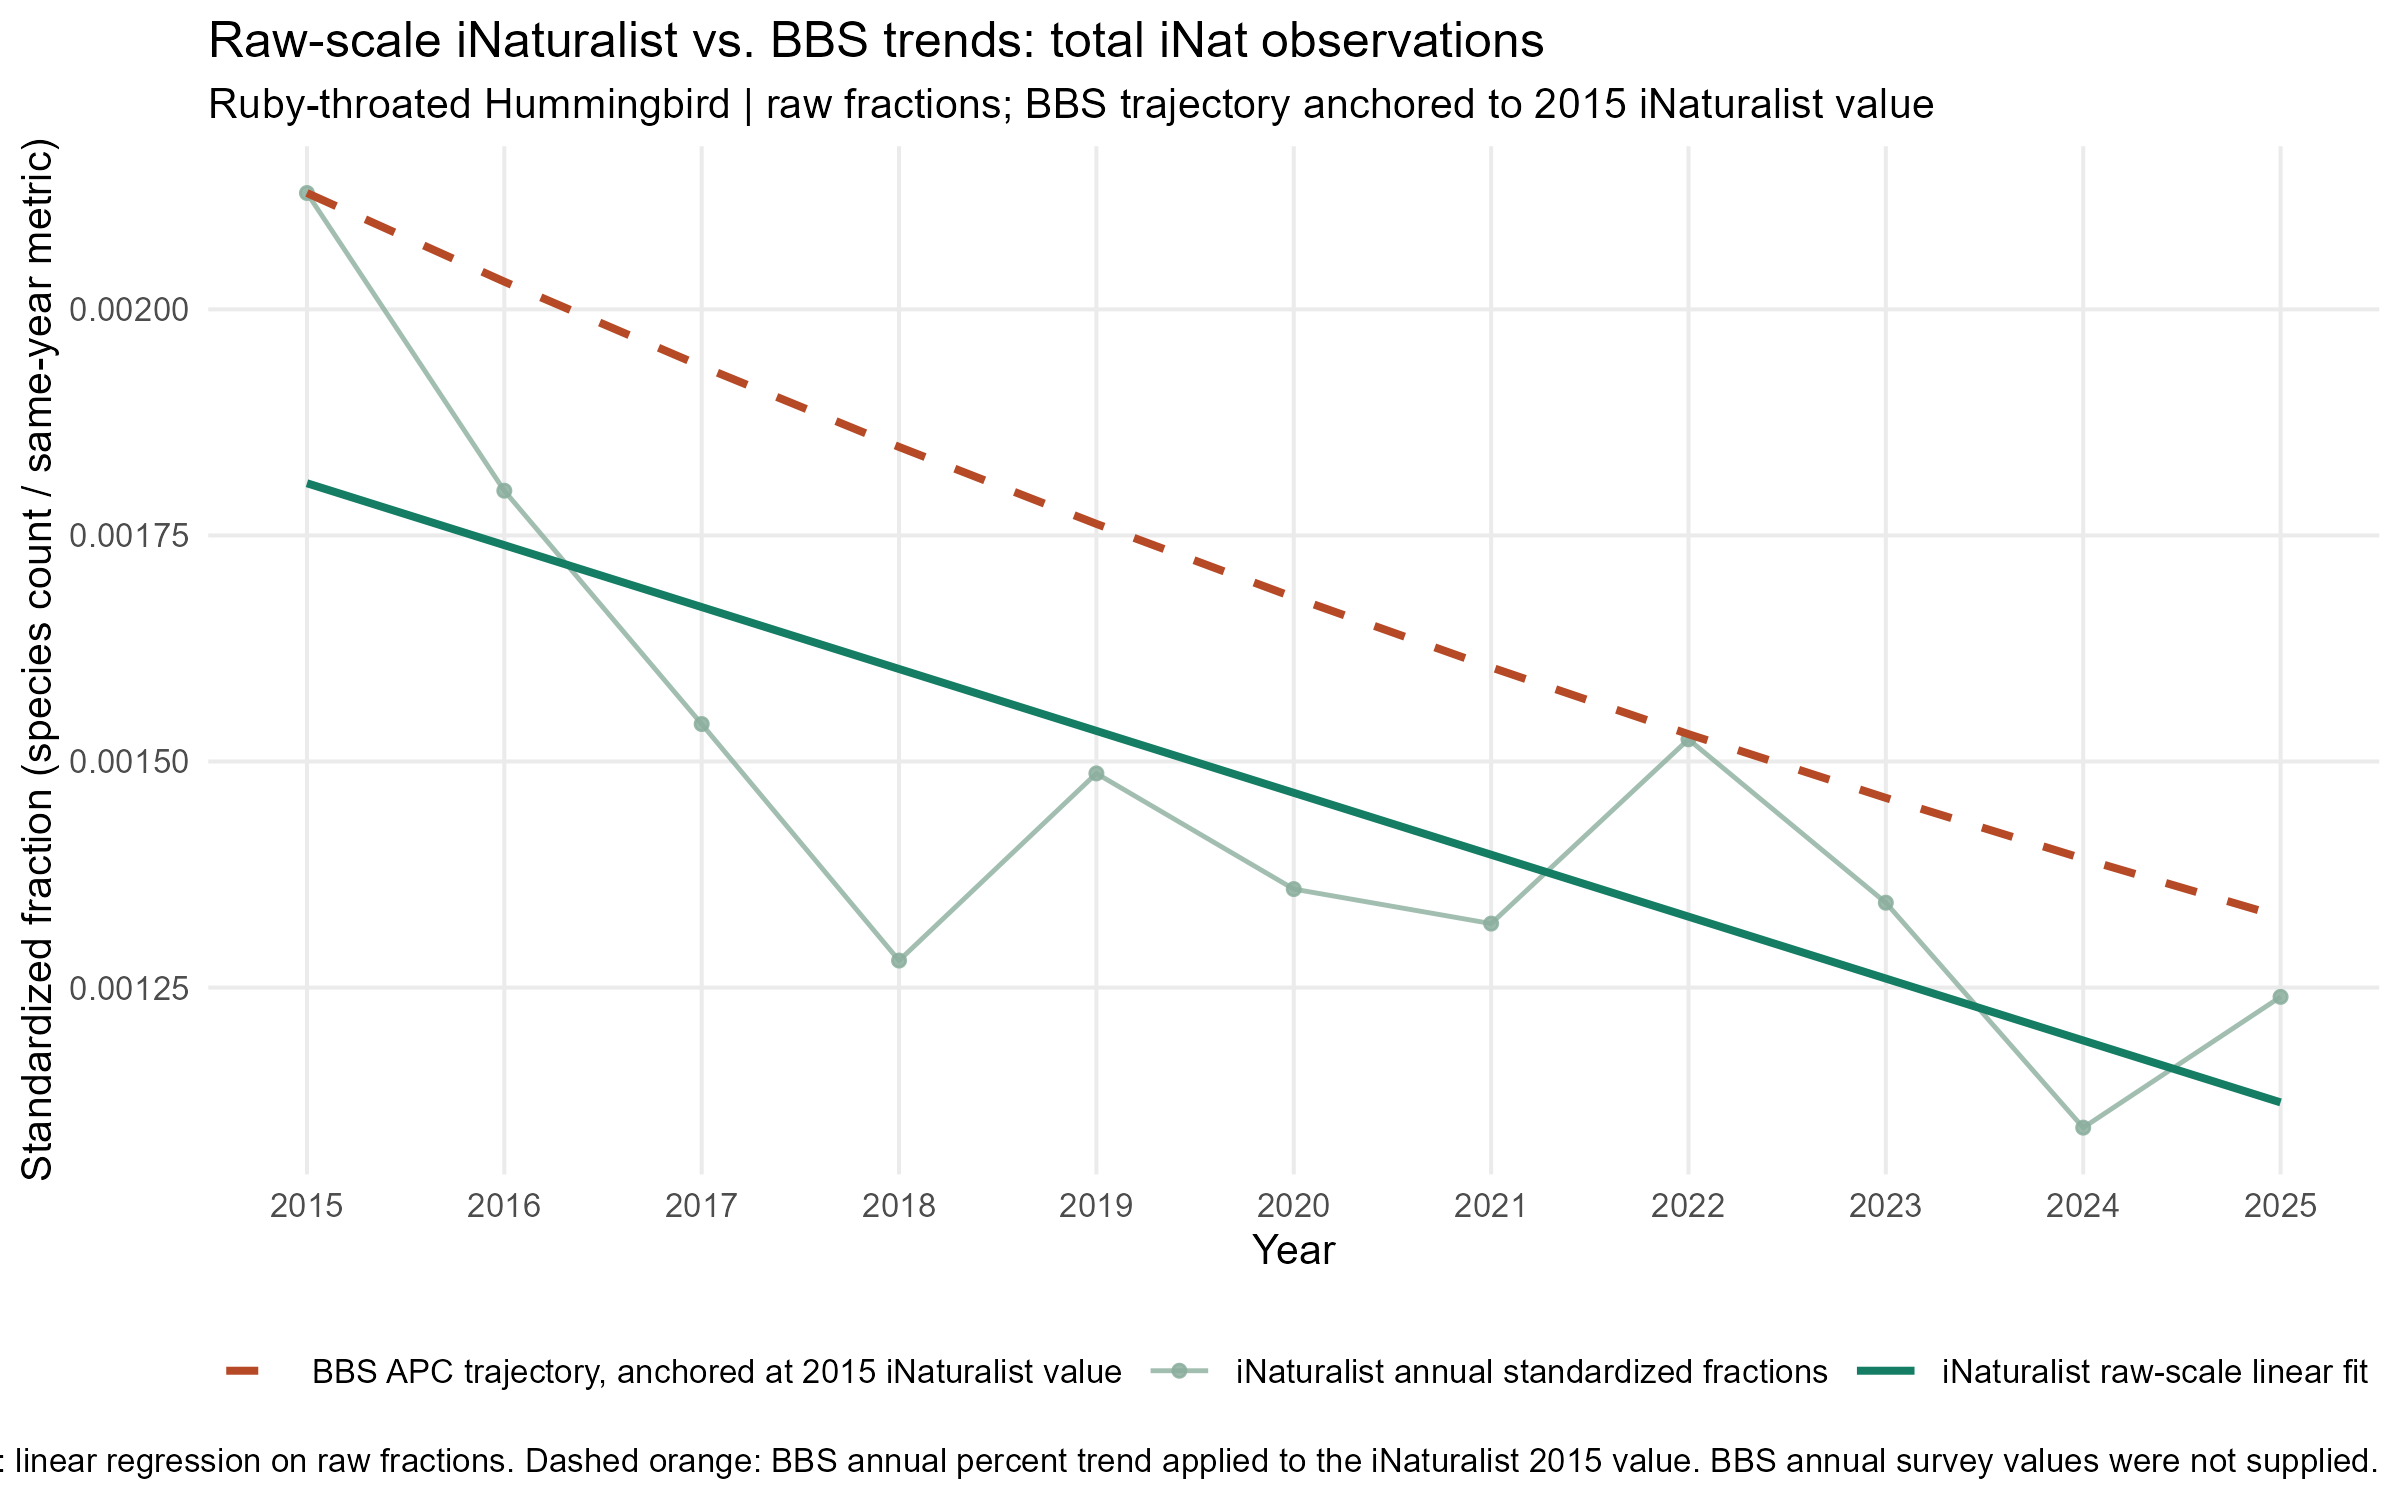 Raw-scale iNaturalist vs. BBS trends: total iNat observations
Ruby-throated Hummingbird | raw fractions; BBS trajectory anchored to 2015 iNaturalist value
Standardized fraction (species count / same-year metric)
0.00200
0.00175
0.00150
0.00125
2015 2016 2017 2018 2019 2020 2021 2022 2023 2024 2025
Year
BBS APC trajectory, anchored at 2015 iNaturalist value iNaturalist annual standardized fractions iNaturalist raw-scale linear fit
: linear regression on raw fractions. Dashed orange: BBS annual percent trend applied to the iNaturalist 2015 value. BBS annual survey values were not supplied.